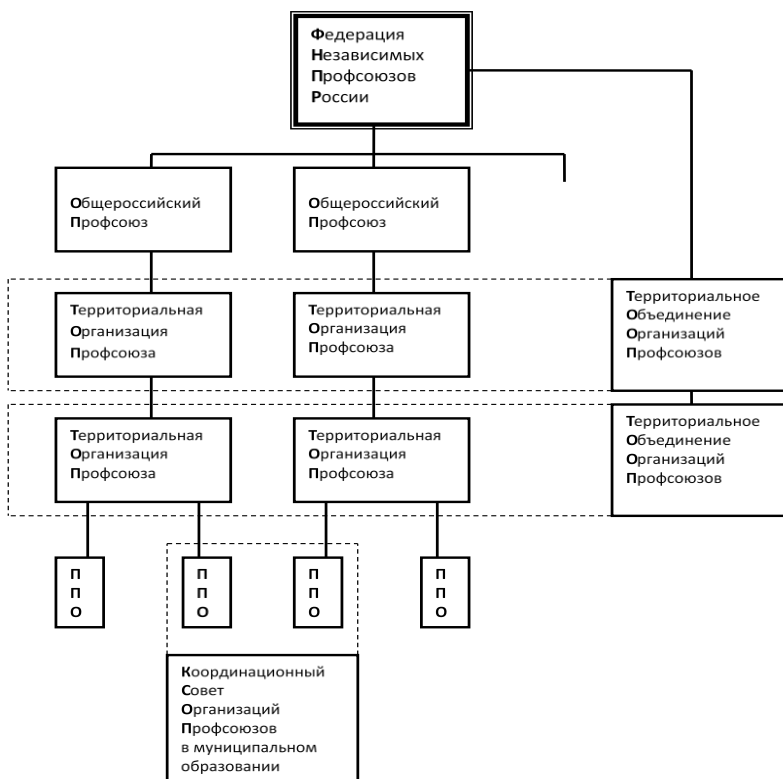 Федерация
Независимых
Профсоюзов
России
Общероссийский
Профсоюз
Общероссийский
Профсоюз
Территориальная
Организация
Профсоюза
Территориальная
Организация
Профсоюза
Территориальное
Объединение
Организаций
Профсоюзов
Территориальная
Организация
Профсоюза
Территориальная
Организация
Профсоюза
Территориальное
Объединение
Организаций
Профсоюзов
П
П
О
П
П
О
П
П
О
П
П
О
Координационный
Совет
Организаций
Профсоюзов
в муниципальном
образовании